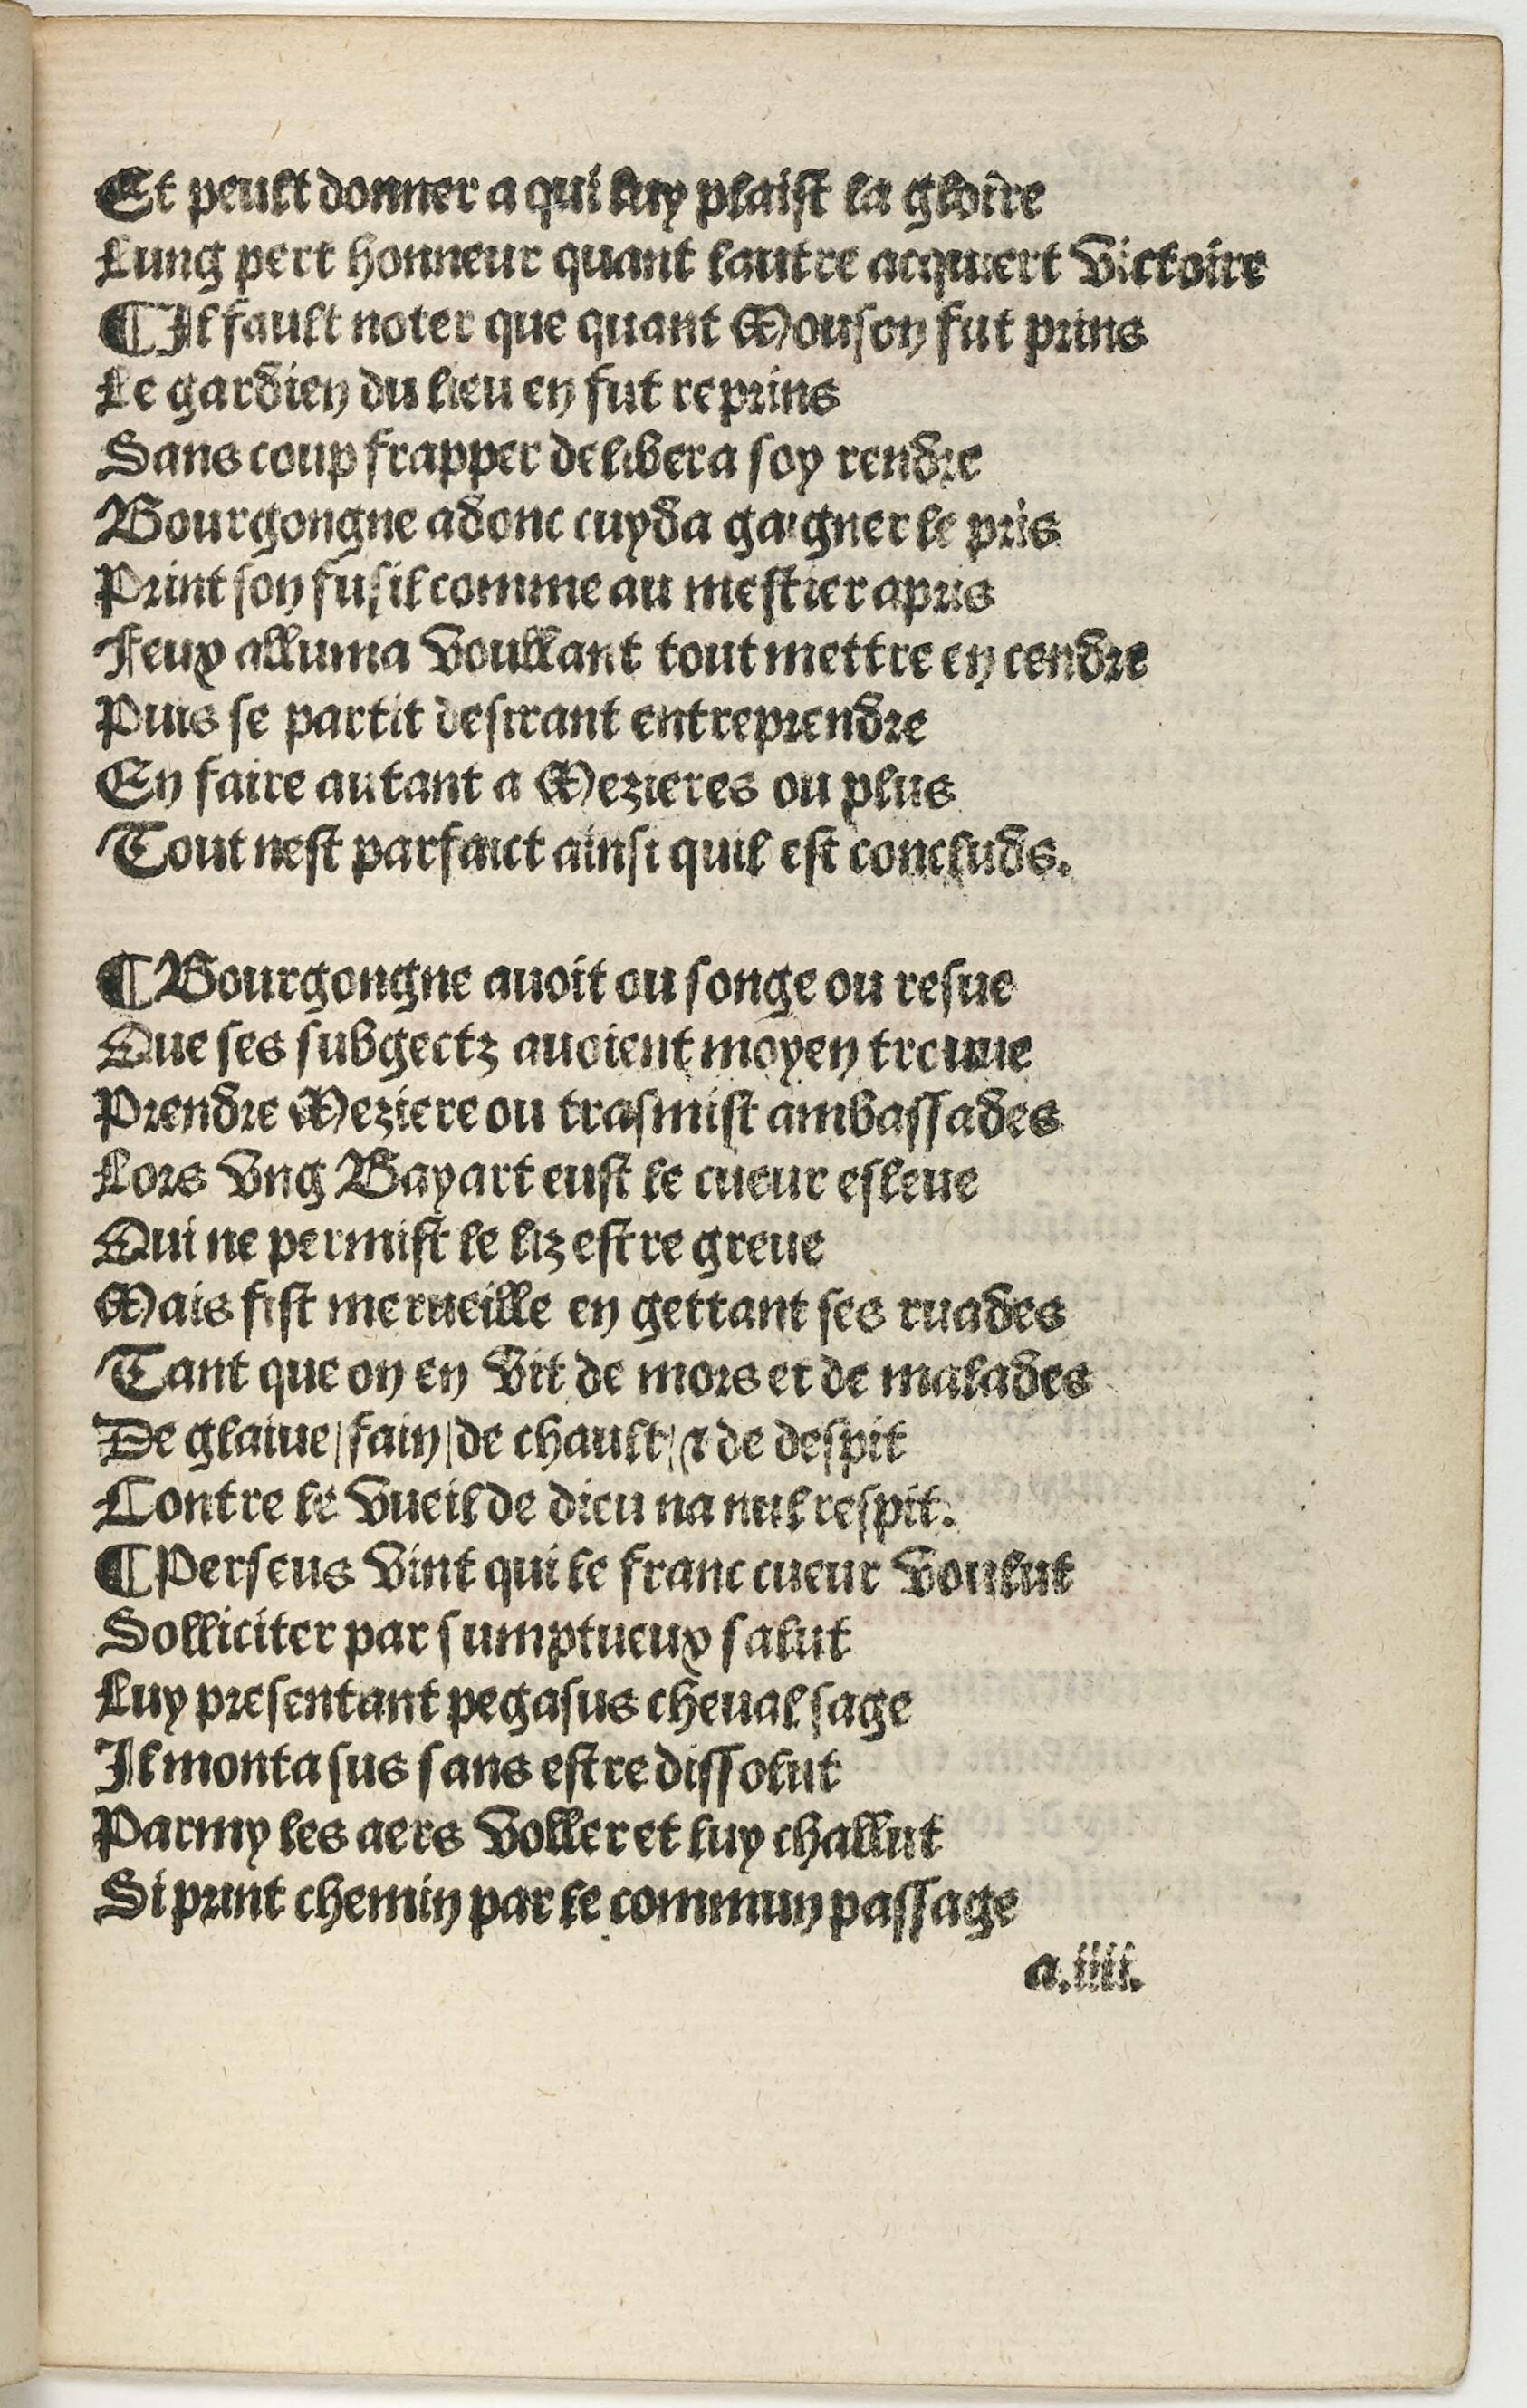 Et peult donner a qui luy plaist la gloire
Lung pert honneur quant lautre acquiert victoire
¶ Il fault noter que quant Mouson fut prins
Le gardien du lieu en fut reprins
Sans coup frapper delibera soy rendre
Bourgongne adonc cuyda gaigner le pris
Print son fusil comme au mestier apris
Feux alluma voullant tout mettre en cendre
Puis se partit desirant entreprendre
En faire autant a Mezieres ou plus
Tout nest parfaict ainsi quil est concluds.
¶ Bourgongne auoit ou songe ou resue
Que ses subgectz auoient moyen trouue
Prendre Meziere ou trasmist ambassades
Lors vng Bayart eust le cueur esleue
Qui ne permist le liz estre greue
Mais fist merueille en gettant ses ruades
Tant que on en vit de mors et de malades
De glaiue/fain/de chault/& de despit
Contre le vueil de dieu na nul respit.
¶ Perseus vint qui le franc cueur voulut
Solliciter par sumptueux salut
Luy presentant pegasus cheual sage
Il monta sus sans estre dissolut
Parmy les aers voller et luy challut
Si print chemin par le commun passage
a.iiii.